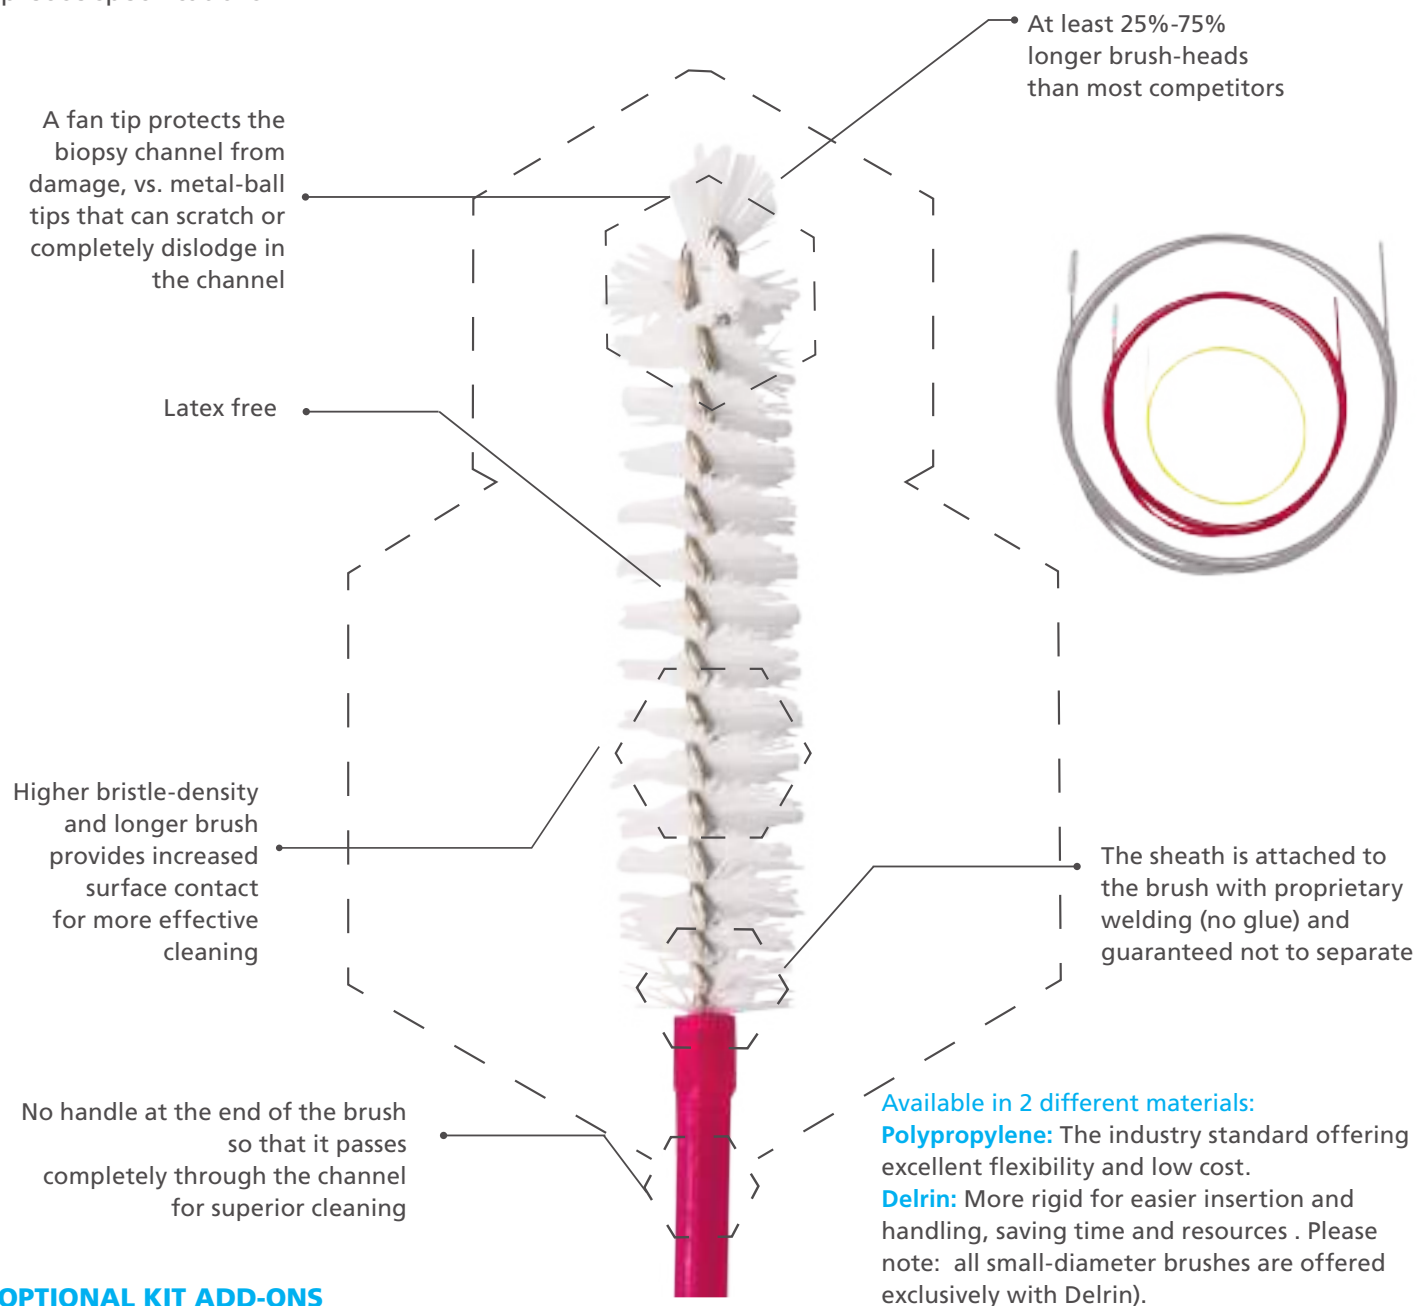 At least 25%-75%
longer brush-heads
than most competitors
A fan tip protects the
biopsy channel from
damage, vs. metal-ball
tips that can scratch or
completely dislodge in
the channel
Latex free
Higher bristle-density
and longer brush
provides increased
surface contact
for more effective
cleaning
The sheath is attached to
the brush with proprietary
welding (no glue) and
guaranteed not to separate
No handle at the end of the brush
so that it passes
completely through the channel
for superior cleaning
Available in 2 different materials:
Polypropylene: The industry standard offering
excellent flexibility and low cost.
Delrin: More rigid for easier insertion and
handling, saving time and resources . Please
note:  all small-diameter brushes are offered
exclusively with Delrin).
OPTIONAL KIT ADD-ONS